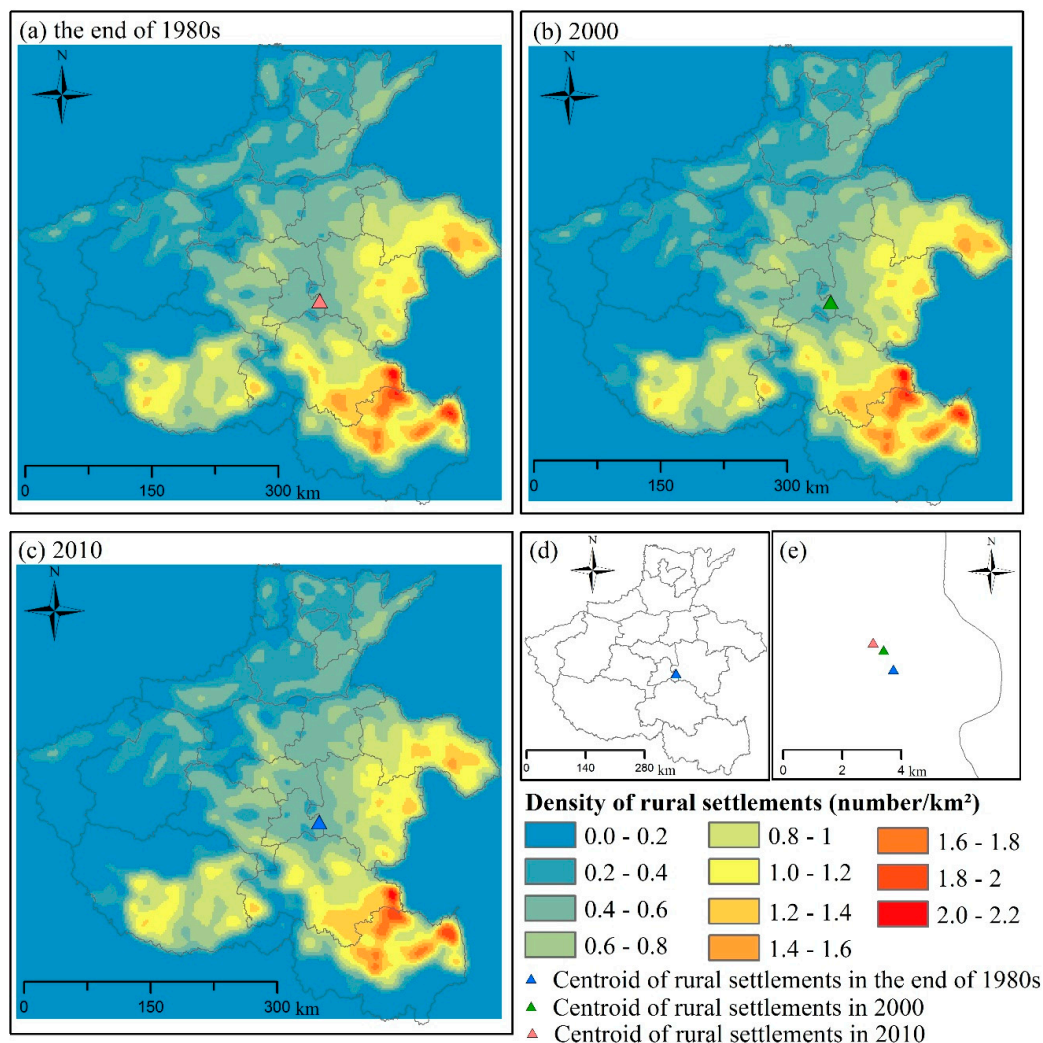 (a) the end of 1980s
N
0 150 300 km
(b) 2000
N
0 150 300 km
(c) 2010
N
0 150 300 km
(d)
N
0 140 280 km
(e)
N
0 2 4 km
Density of rural settlements (number/km²)
0.0 - 0.2
0.2 - 0.4
0.4 - 0.6
0.6 - 0.8
0.8 - 1
1.0 - 1.2
1.2 - 1.4
1.4 - 1.6
1.6 - 1.8
1.8 - 2
2.0 - 2.2
Centroid of rural settlements in the end of 1980s
Centroid of rural settlements in 2000
Centroid of rural settlements in 2010